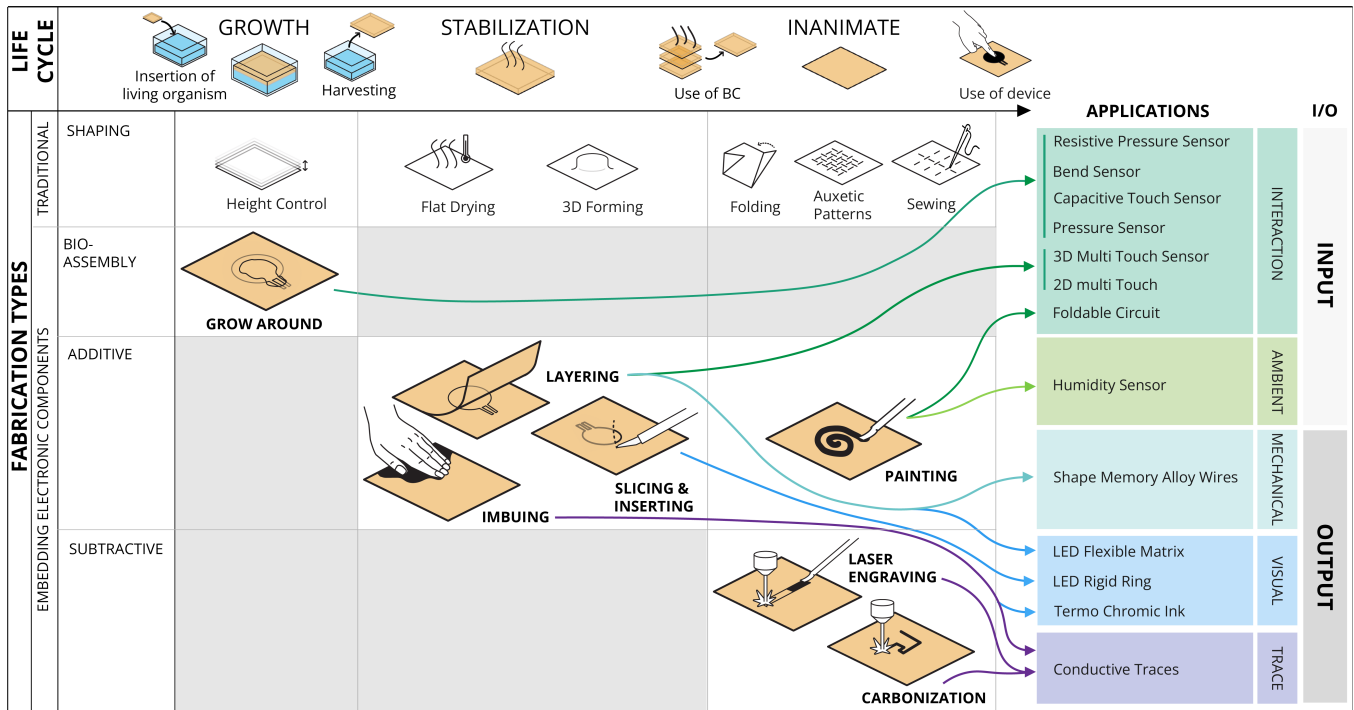 LIFE
CYCLE
GROWTH
STABILIZATION
INANIMATE
Insertion of
living organism
Harvesting
Use of BC
Use of device
APPLICATIONS
I/O
FABRICATION TYPES
TRADITIONAL
SHAPING
Height Control
Flat Drying
3D Forming
Folding
Auxetic
Patterns
Sewing
EMBEDDING ELECTRONIC COMPONENTS
BIO-
ASSEMBLY
GROW AROUND
ADDITIVE
LAYERING
SLICING &
INSERTING
IMBUING
PAINTING
SUBTRACTIVE
LASER
ENGRAVING
CARBONIZATION
Resistive Pressure Sensor
Bend Sensor
Capacitive Touch Sensor
Pressure Sensor
3D Multi Touch Sensor
2D multi Touch
Foldable Circuit
INTERACTION
Humidity Sensor
AMBIENT
INPUT
Shape Memory Alloy Wires
MECHANICAL
LED Flexible Matrix
LED Rigid Ring
Termo Chromic Ink
VISUAL
Conductive Traces
TRACE
OUTPUT